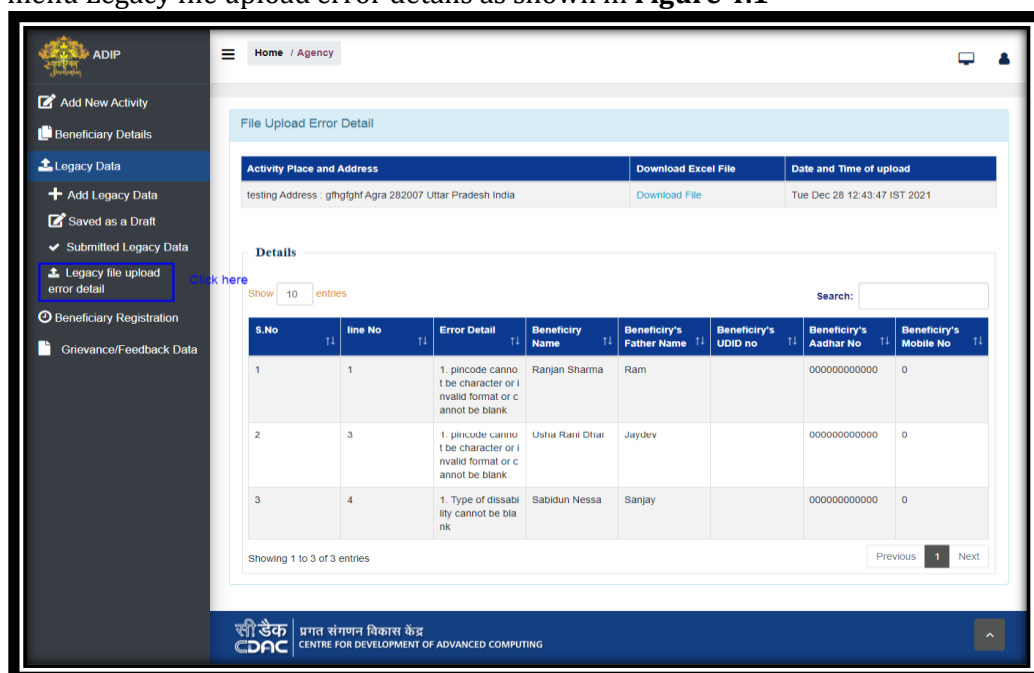 menu Legacy file upload error details as shown in Figure 4.1
ADIP
Home / Agency
Add New Activity
Beneficiary Details
Legacy Data
Add Legacy Data
Saved as a Draft
Submitted Legacy Data
Legacy file upload
error detail
Click here
Beneficiary Registration
Grievance/Feedback Data
File Upload Error Detail
Activity Place and Address Download Excel File Date and Time of upload
testing Address : gfhgfghf Agra 282007 Uttar Pradesh India Download File Tue Dec 28 12:43:47 IST 2021
Details
Show 10 entries
Search:
S.No line No Error Detail Beneficiry Name Beneficiry's Father Name Beneficiry's UDID no Beneficiry's Aadhar No Beneficiry's Mobile No
1 1 1. pincode canno Ranjan Sharma Ram 000000000000 0
t be character or i
nvalid format or c
annot be blank
2 3 1. pincode canno Usha Rani Dhar Jaydev 000000000000 0
t be character or i
nvalid format or c
annot be blank
3 4 1. Type of dissabi Sabidun Nessa Sanjay 000000000000 0
lity cannot be bla
nk
Showing 1 to 3 of 3 entries
Previous 1 Next
सी डैक
CDAC
प्रगत संगणन विकास केंद्र
CENTRE FOR DEVELOPMENT OF ADVANCED COMPUTING